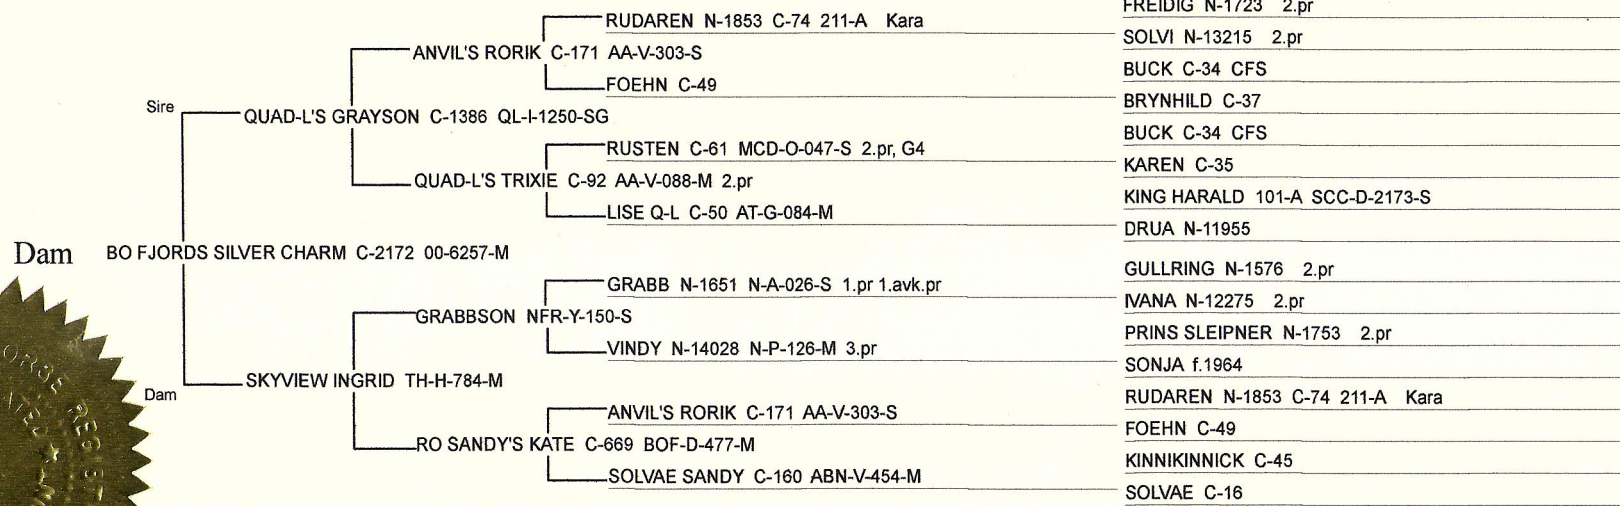 FREIDIG N-1723 2.pr
RUDAREN N-1853 C-74 211-A Kara
SOLVI N-13215 2.pr
ANVIL'S RORIK C-171 AA-V-303-S
BUCK C-34 CFS
FOEHN C-49
BRYNHILD C-37
Sire
QUAD-L'S GRAYSON C-1386 QL-I-1250-SG
BUCK C-34 CFS
RUSTEN C-61 MCD-O-047-S 2.pr, G4
KAREN C-35
QUAD-L'S TRIXIE C-92 AA-V-088-M 2.pr
KING HARALD 101-A SCC-D-2173-S
LISE Q-L C-50 AT-G-084-M
DRUA N-11955
Dam
BO FJORDS SILVER CHARM C-2172 00-6257-M
GULLRING N-1576 2.pr
GRABB N-1651 N-A-026-S 1.pr 1.avk.pr
IVANA N-12275 2.pr
GRABBSON NFR-Y-150-S
PRINS SLEIPNER N-1753 2.pr
VINDY N-14028 N-P-126-M 3.pr
SONJA f.1964
SKYVIEW INGRID TH-H-784-M
Dam
RUDAREN N-1853 C-74 211-A Kara
ANVIL'S RORIK C-171 AA-V-303-S
FOEHN C-49
RO SANDY'S KATE C-669 BOF-D-477-M
KINNIKINNICK C-45
SOLVAE SANDY C-160 ABN-V-454-M
SOLVAE C-16